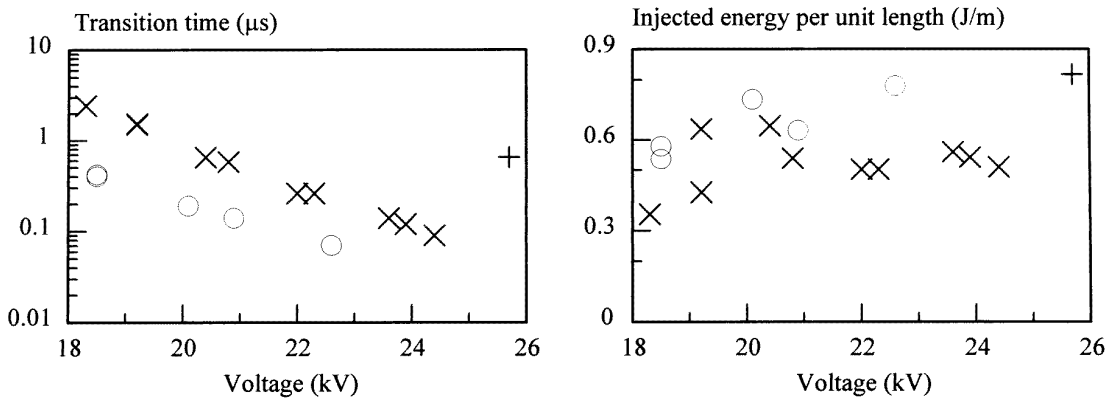 Transition time (µs)
10
1
0.1
0.01
18 20 22 24 26
Voltage (kV)
Injected energy per unit length (J/m)
0.9
0.6
0.3
0
18 20 22 24 26
Voltage (kV)